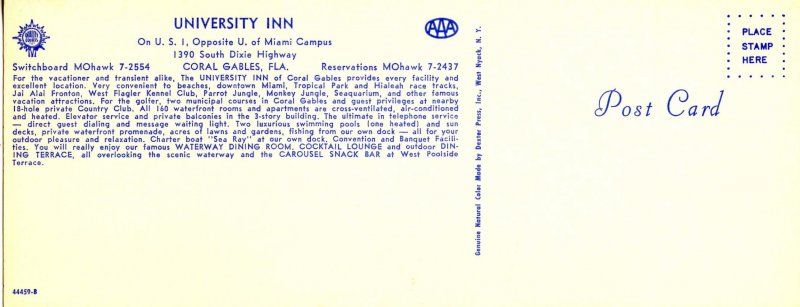 UNIVERSITY INN
On U. S. 1, Opposite U. of Miami Campus
1390 South Dixie Highway
Switchboard MOhawk 7-2554 CORAL GABLES, FLA. Reservations MOhawk 7-2437
For the vacationer and transient alike, The UNIVERSITY INN of Coral Gables provides every facility and
excellent location. Very convenient to beaches, downtown Miami, Tropical Park and Hialeah race tracks,
Jai Alai Fronton, West Flagler Kennel Club, Parrot Jungle, Monkey Jungle, Seaquarium, and other famous
vacation attractions. For the golfer, two municipal courses in Coral Gables and guest privileges at nearby
18-hole private Country Club. All 160 waterfront rooms and apartments are cross-ventilated, air-conditioned
and heated. Elevator service and private balconies in the 3-story building. The ultimate in telephone service
— direct guest dialing and message waiting light. Two luxurious swimming pools (one heated) and sun
decks, private waterfront promenade, acres of lawns and gardens, fishing from our own dock — all for your
outdoor pleasure and relaxation. Charter boat "Sea Ray" at our own dock. Convention and Banquet Facili-
ties. You will really enjoy our famous WATERWAY DINING ROOM, COCKTAIL LOUNGE and outdoor DIN-
ING TERRACE, all overlooking the scenic waterway and the CAROUSEL SNACK BAR at West Poolside
Terrace.
44459-B
AAA
Genuine Natural Color Made by Dexter Press, Inc., West Nyack, N. Y.
Post Card
PLACE
STAMP
HERE